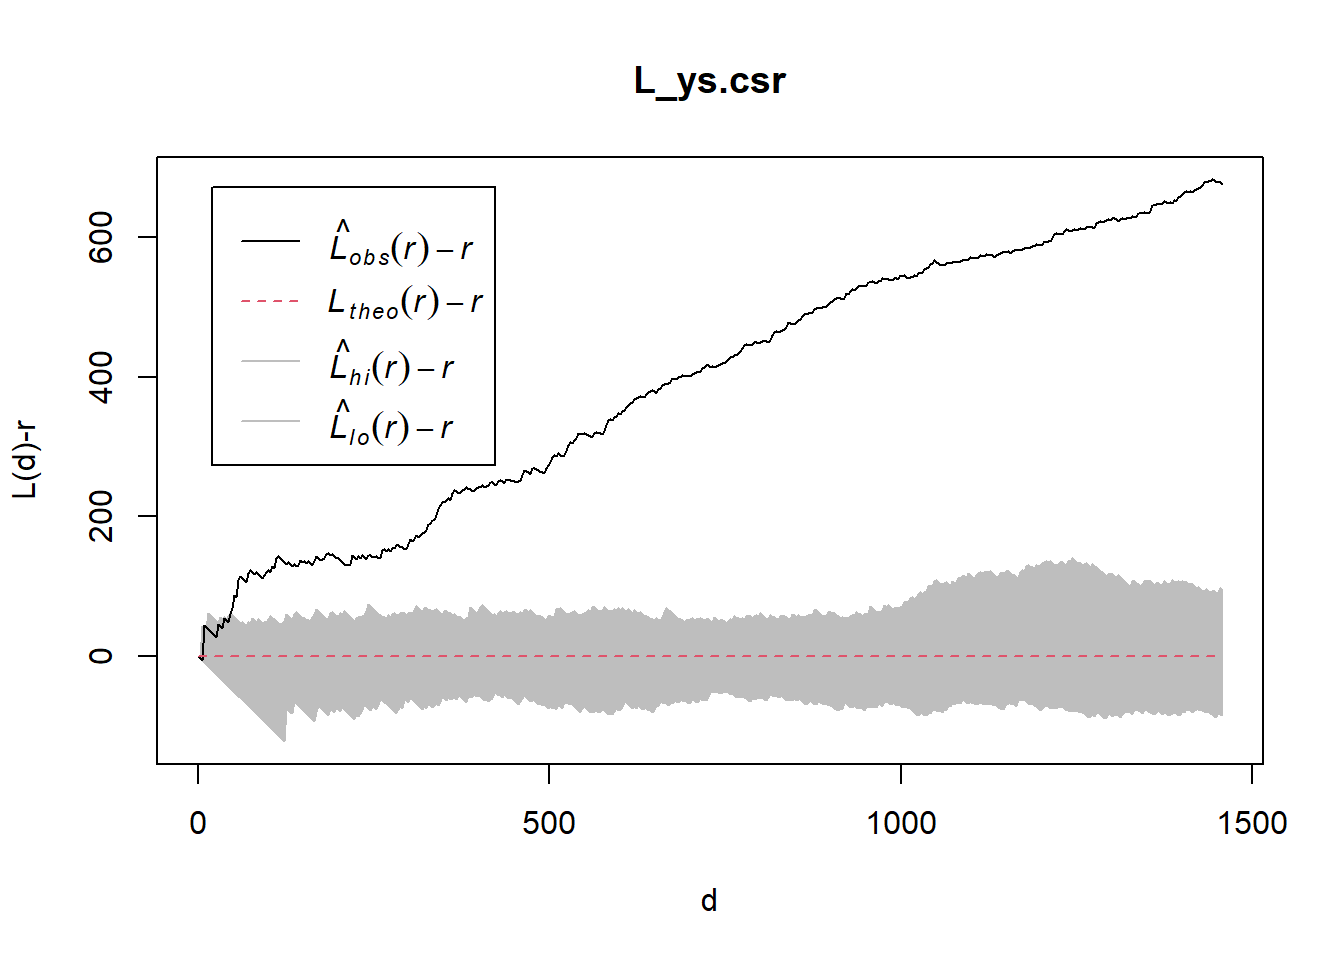 L_ys.csr
L̂obs(r) – r
Ltheo(r) – r
L̂hi(r) – r
L̂lo(r) – r
L(d)-r
600
400
200
0
0 500 1000 1500
d